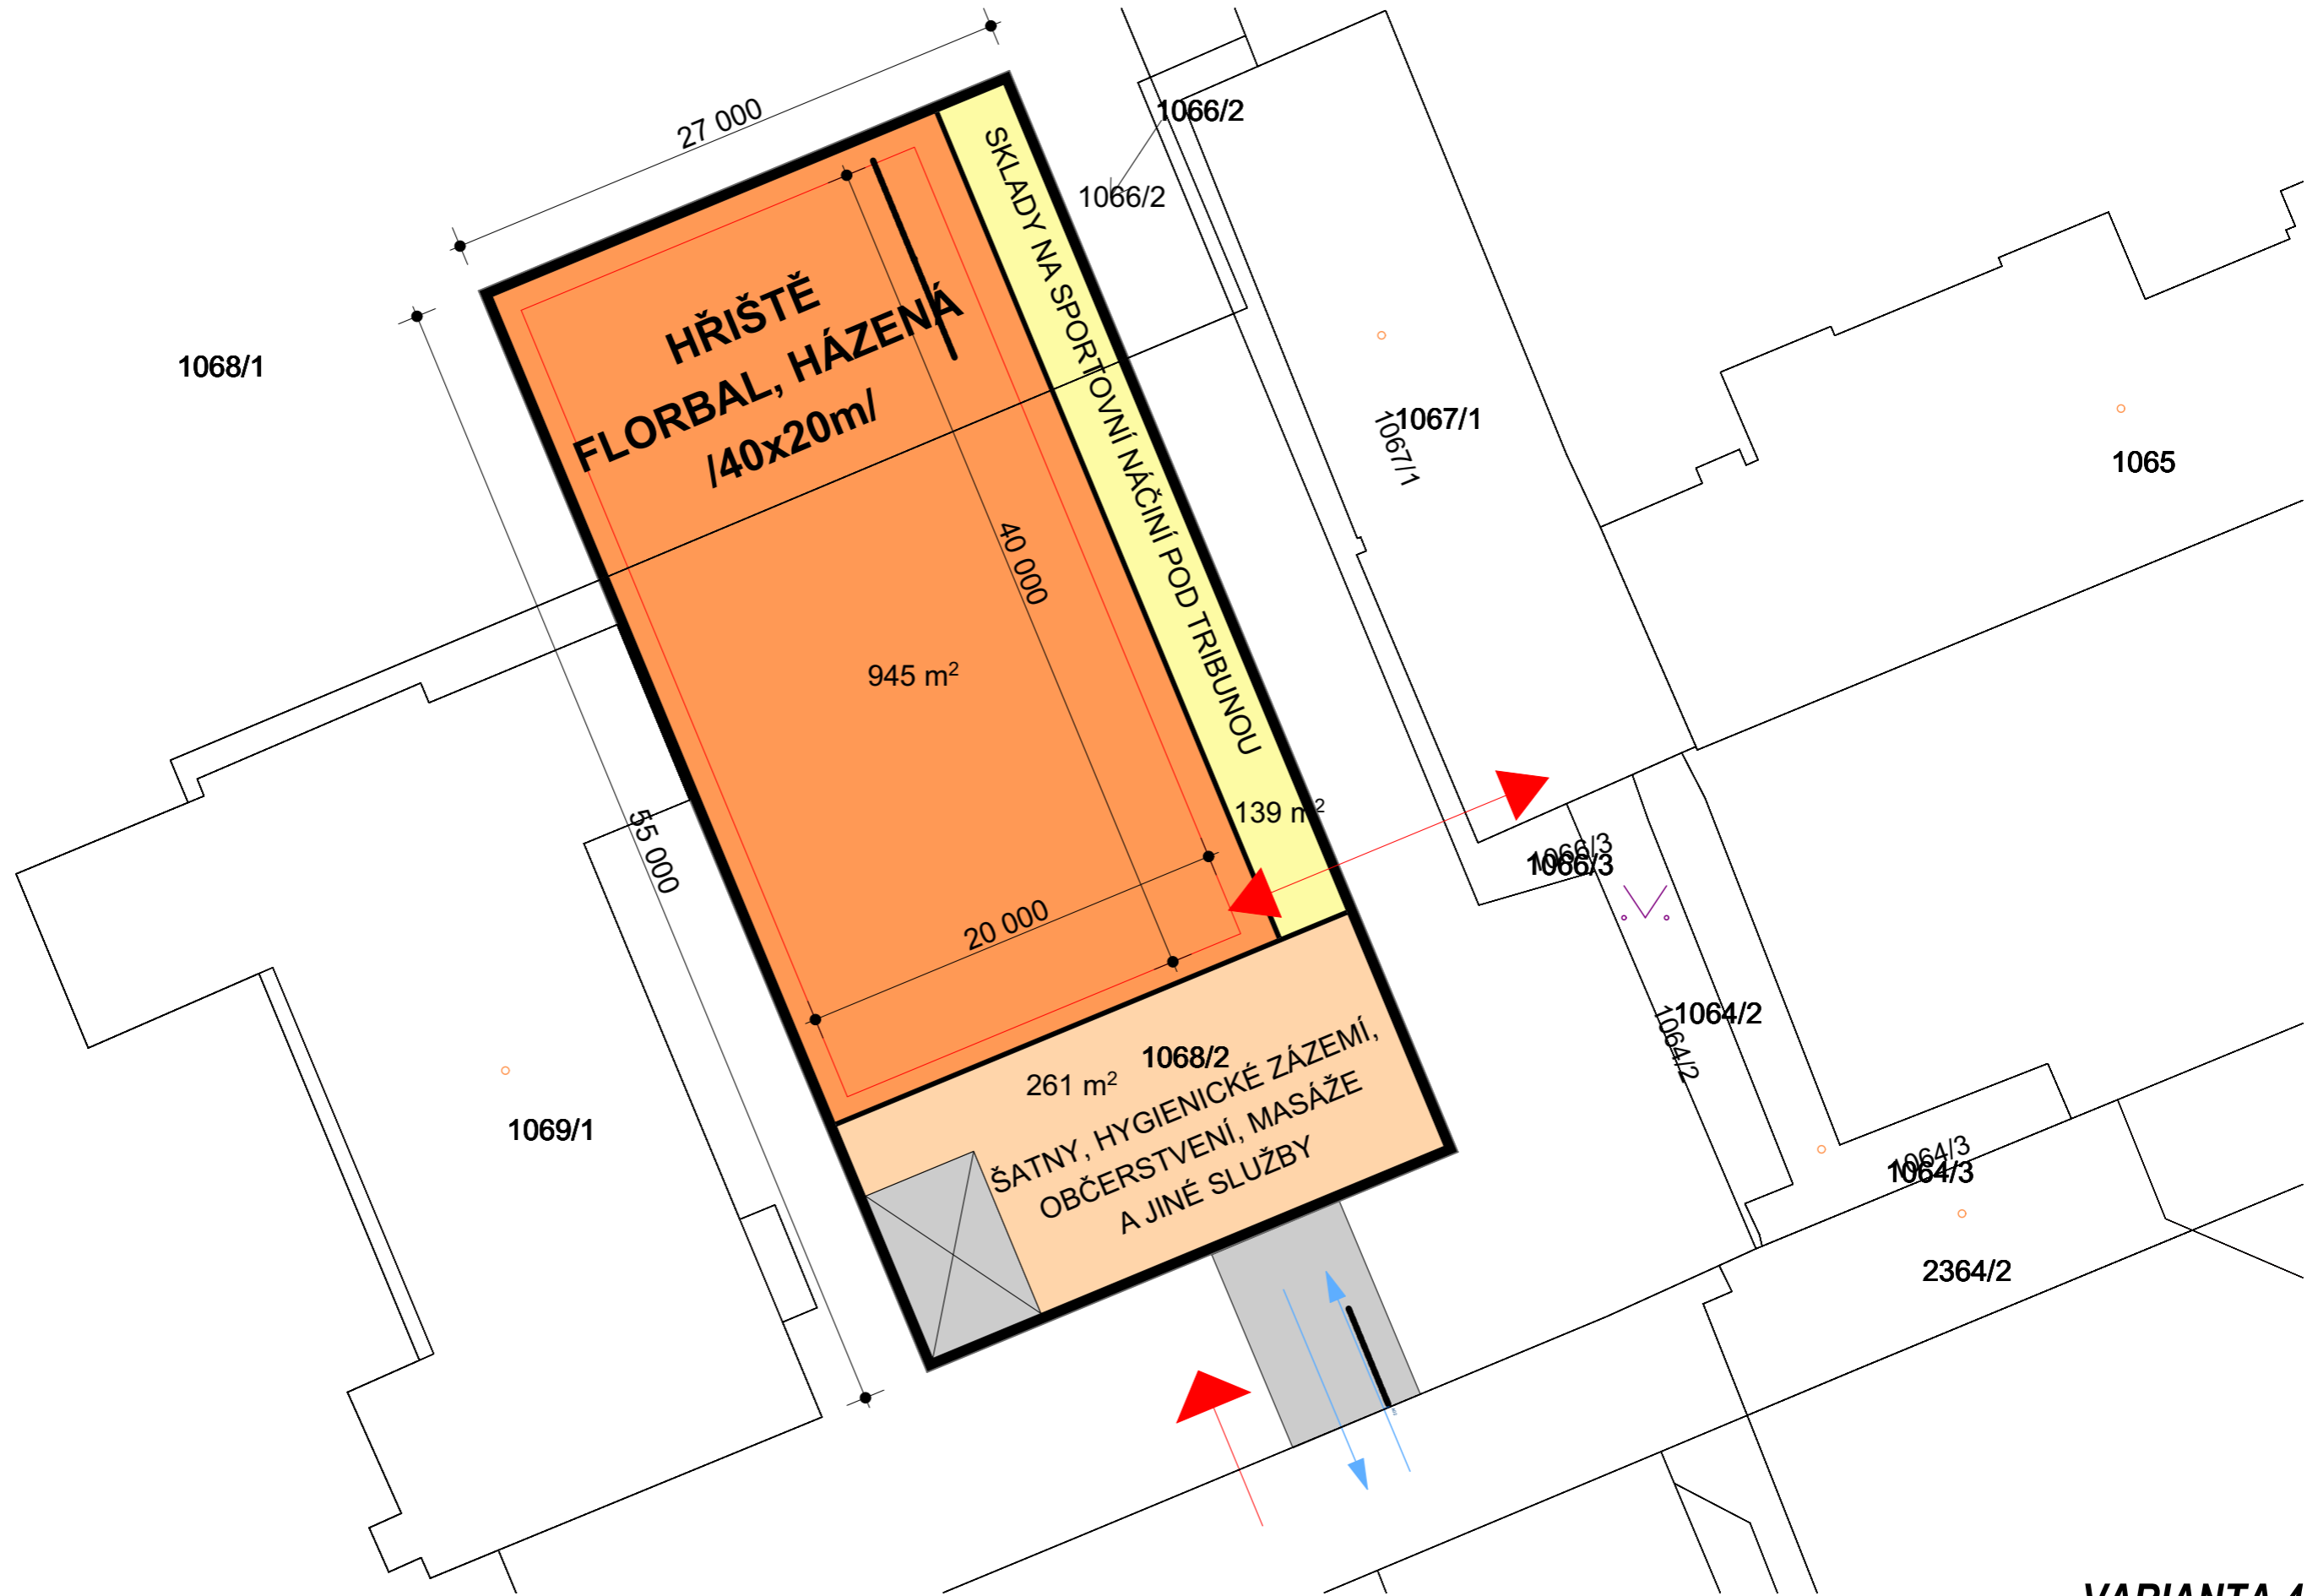 27 000
1066/2
1066/2
SKLADY NA SPORTOVNÍ NÁČINÍ POD TRIBUNOU
HŘIŠTĚ
FLORBAL, HÁZENÁ
/40x20m/
1068/1
1067/1
1067/1
1065
40 000
945 m²
55 000
139 m²
1066/3
1066/3
20 000
1064/2
1064/2
1068/2
261 m²
ŠATNY, HYGIENICKÉ ZÁZEMÍ,
OBČERSTVENÍ, MASÁŽE
A JINÉ SLUŽBY
1069/1
1064/3
1064/3
2364/2
VARIANTA 4